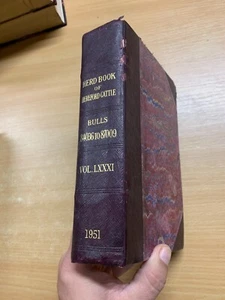 HERD BOOK
OF
HEREFORD CATTLE
BULLS
VOL. LXXXI
1951